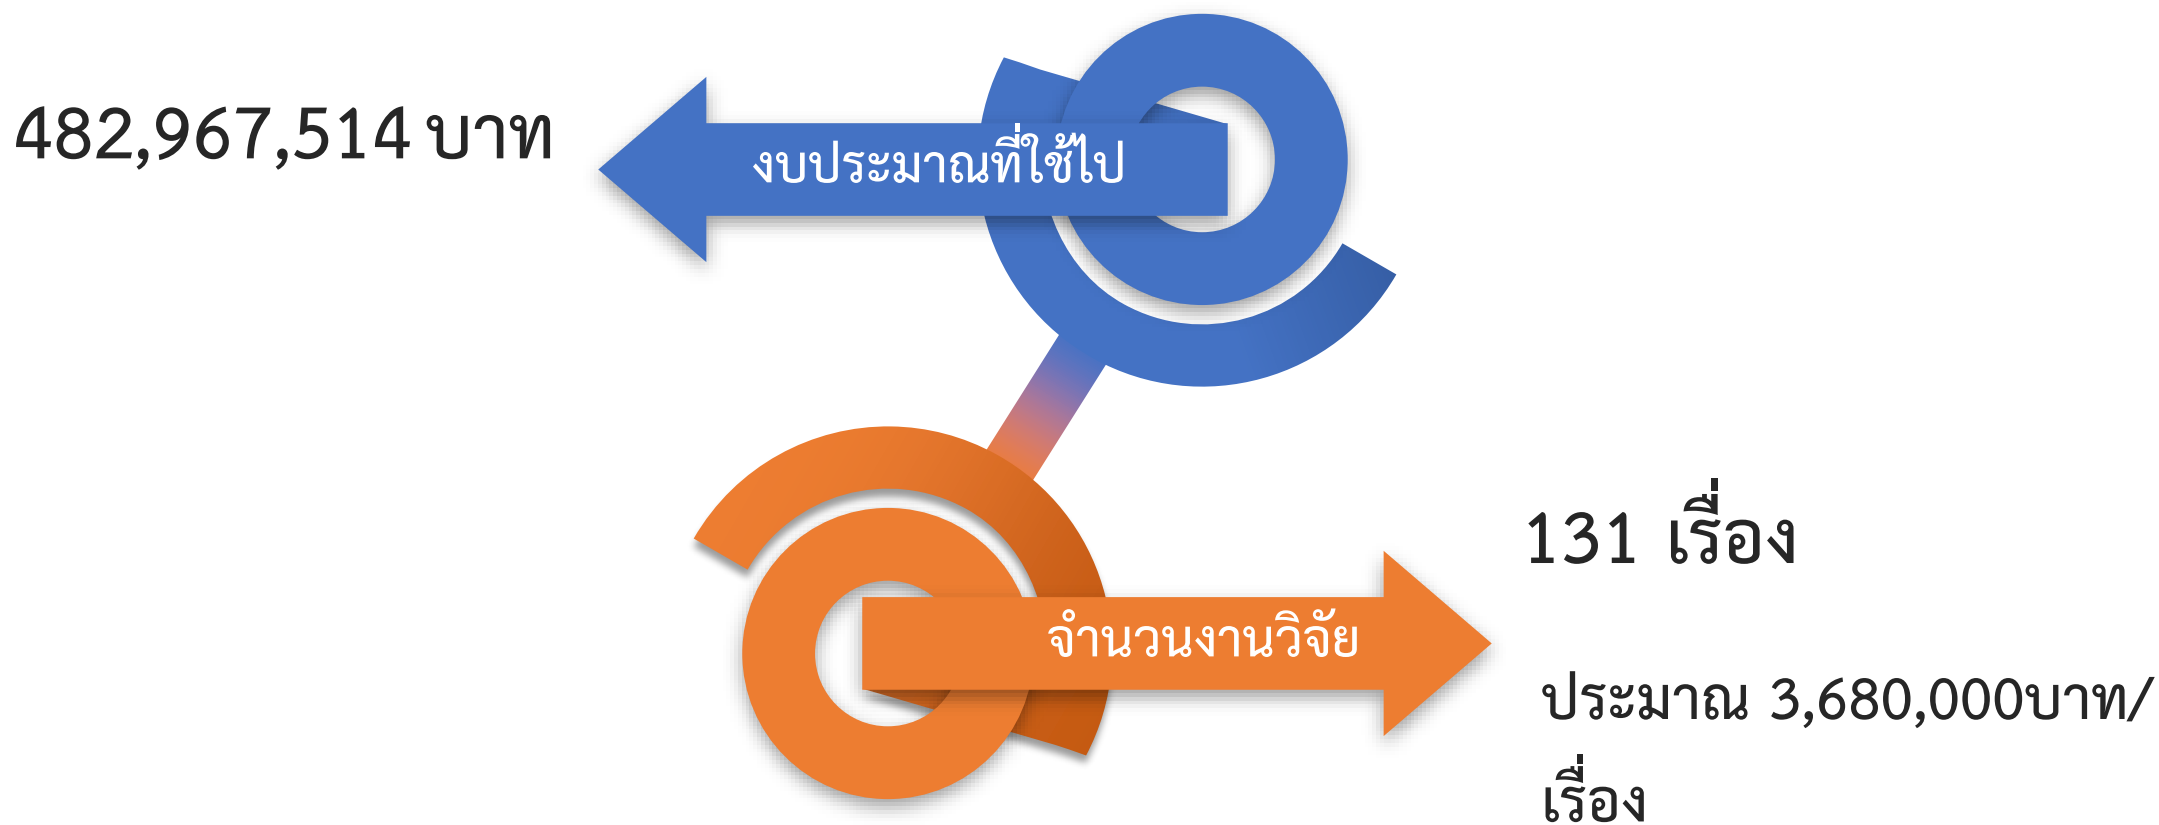 482,967,514 บาท
งบประมาณที่ใช้ไป
131 เรื่อง
จำนวนงานวิจัย
ประมาณ 3,680,000บาท/
เรื่อง